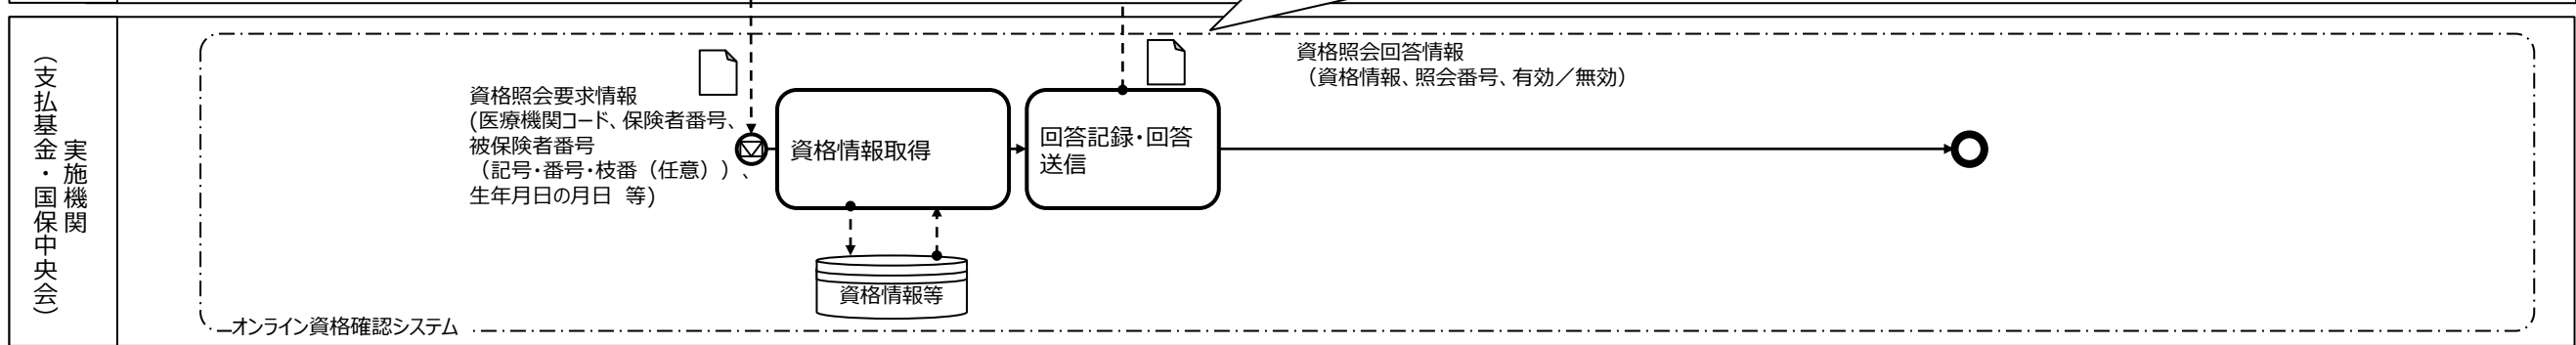 実施機関
（支払基金・国保中央会）
資格照会要求情報
(医療機関コード、保険者番号、
被保険者番号
（記号・番号・枝番（任意））、
生年月日の月日　等)
資格情報取得
回答記録・回答
送信
資格照会回答情報
（資格情報、照会番号、有効／無効）
資格情報等
オンライン資格確認システム